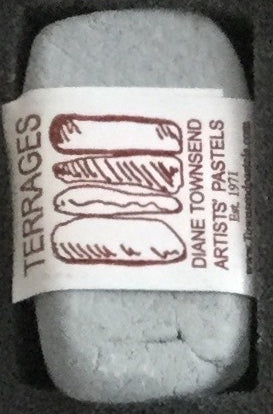 TERRAGES
DIANE TOWNSEND
ARTISTS' PASTELS
Est. 1971